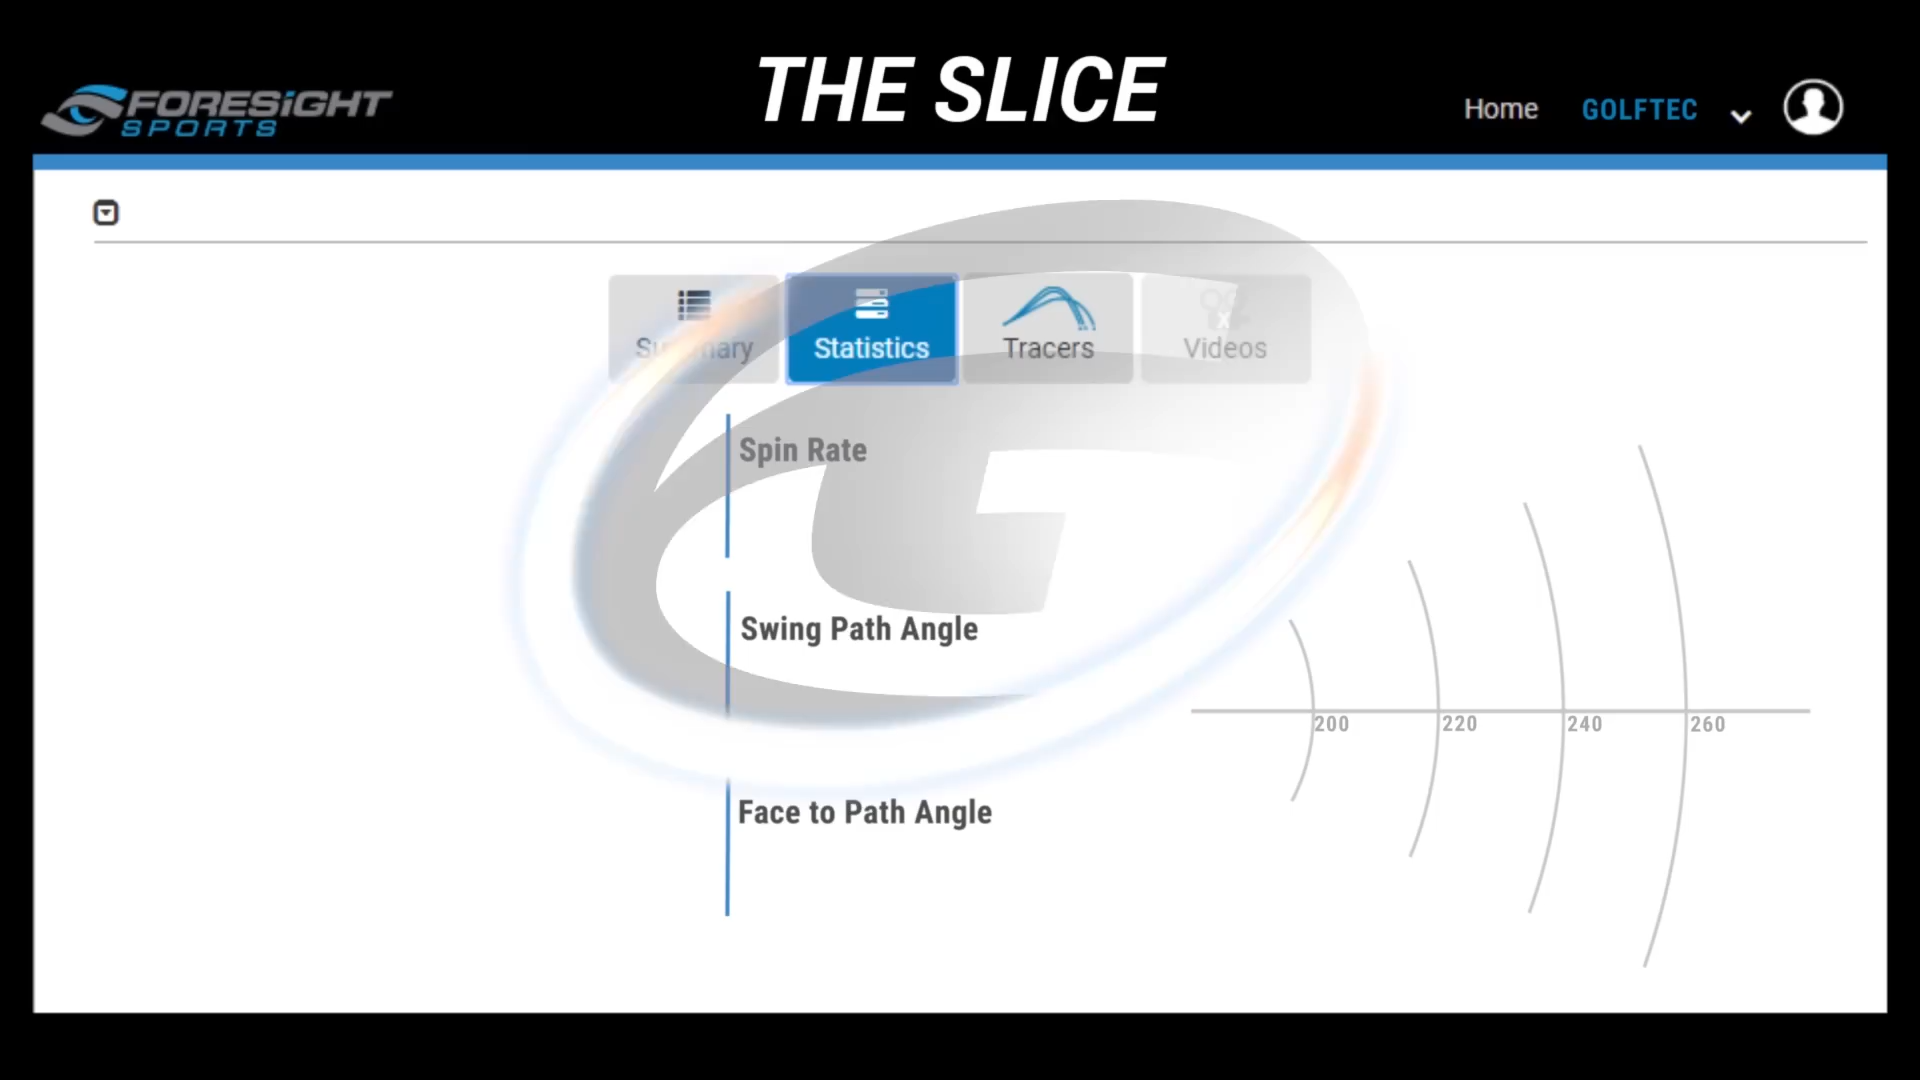 THE SLICE
FORESiGHT
SPORTS
Home GOLFTEC
Summary Statistics Tracers Videos
Spin Rate
Swing Path Angle
200 220 240 260
Face to Path Angle